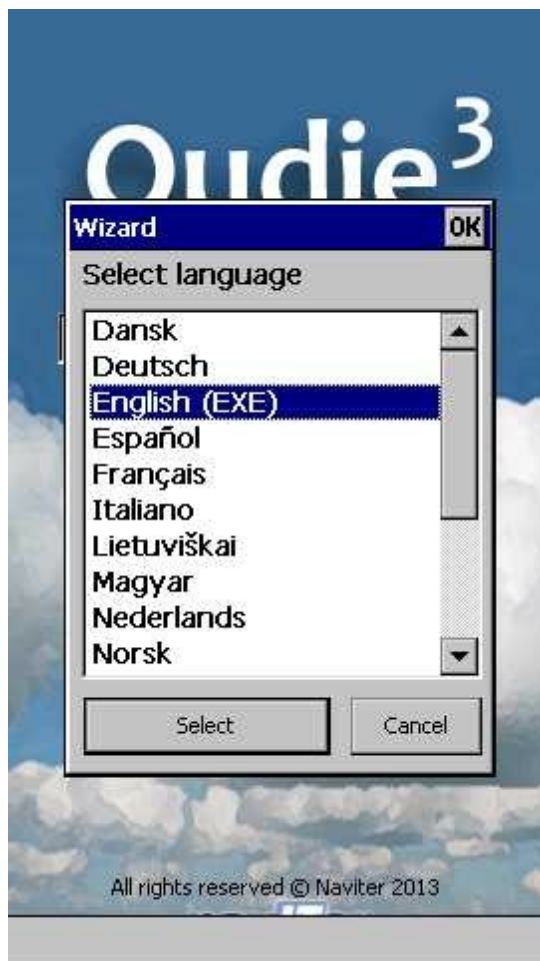 Oudie3
Wizard
OK
Select language
Dansk
Deutsch
English (EXE)
Español
Français
Italiano
Lietuviškai
Magyar
Nederlands
Norsk
Select
Cancel
All rights reserved © Naviter 2013